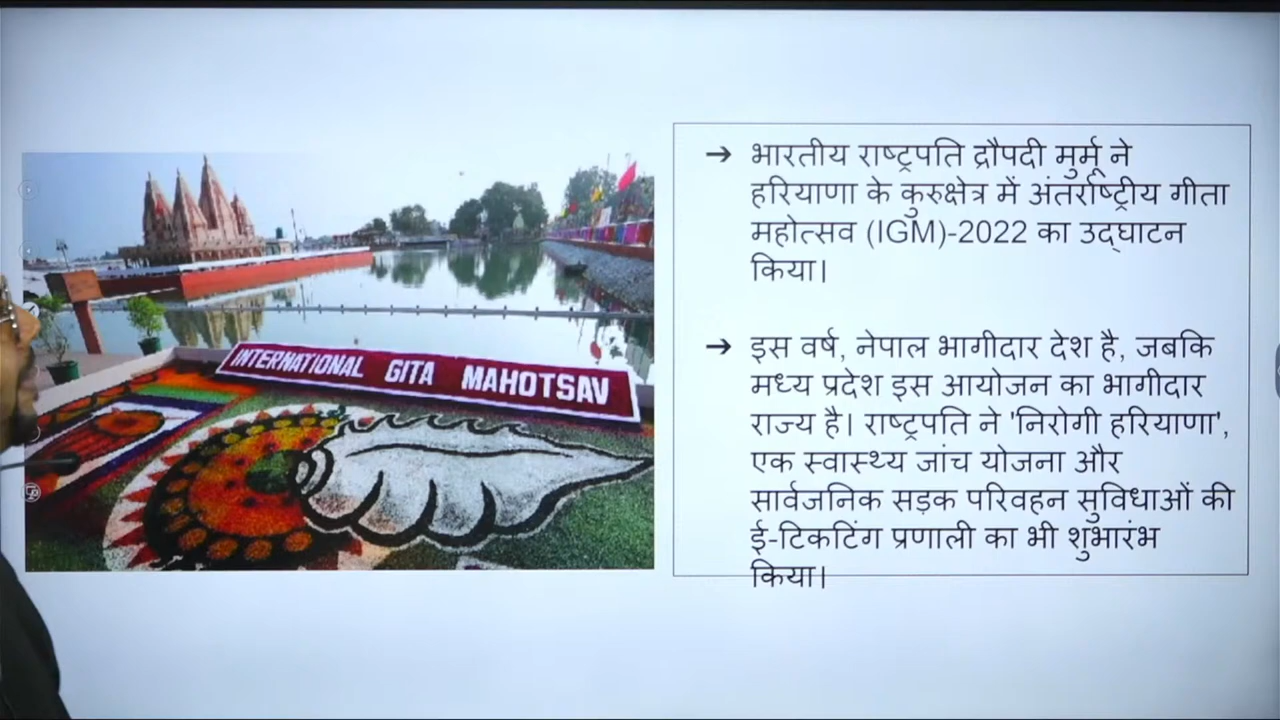 INTERNATIONAL GITA MAHOTSAV
➔ भारतीय राष्ट्रपति द्रौपदी मुर्मू ने
हरियाणा के कुरुक्षेत्र में अंतर्राष्ट्रीय गीता
महोत्सव (IGM)-2022 का उद्घाटन
किया।
➔ इस वर्ष, नेपाल भागीदार देश है, जबकि
मध्य प्रदेश इस आयोजन का भागीदार
राज्य है। राष्ट्रपति ने 'निरोगी हरियाणा',
एक स्वास्थ्य जांच योजना और
सार्वजनिक सड़क परिवहन सुविधाओं की
ई-टिकटिंग प्रणाली का भी शुभारंभ
किया।